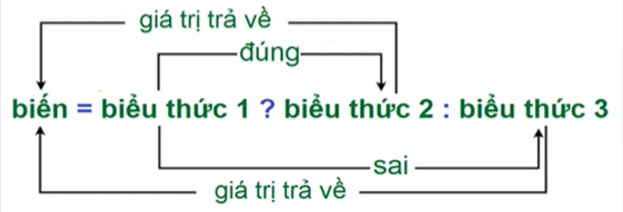 giá trị trả về
đúng
biến = biểu thức 1 ? biểu thức 2 : biểu thức 3
sai
giá trị trả về